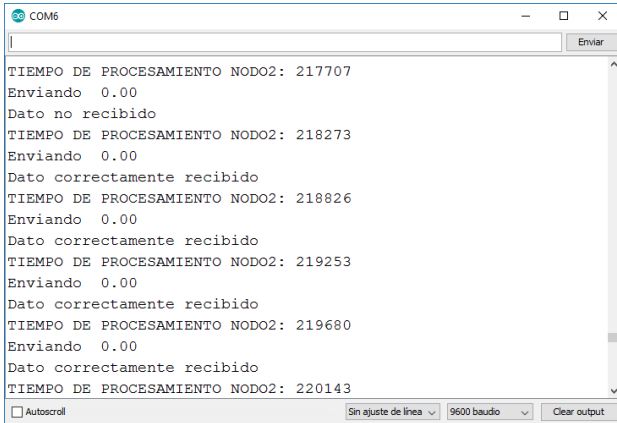 COM6
Enviar
TIEMPO DE PROCESAMIENTO NODO2: 217707
Enviando  0.00
Dato no recibido
TIEMPO DE PROCESAMIENTO NODO2: 218273
Enviando  0.00
Dato correctamente recibido
TIEMPO DE PROCESAMIENTO NODO2: 218826
Enviando  0.00
Dato correctamente recibido
TIEMPO DE PROCESAMIENTO NODO2: 219253
Enviando  0.00
Dato correctamente recibido
TIEMPO DE PROCESAMIENTO NODO2: 219680
Enviando  0.00
Dato correctamente recibido
TIEMPO DE PROCESAMIENTO NODO2: 220143
Autoscroll Sin ajuste de línea 9600 baudio Clear output